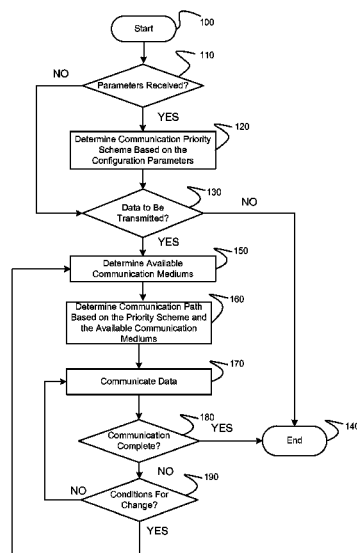 100
Start
110
NO
Parameters Received?
YES
120
Determine Communication Priority
Scheme Based on the
Configuration Parameters
130
Data to Be
Transmitted?
NO
YES
150
Determine Available
Communication Mediums
160
Determine Communication Path
Based on the Priority Scheme and
the Available Communication
Mediums
170
Communicate Data
180
Communication
Complete?
YES
140
End
NO
190
NO
Conditions For
Change?
YES